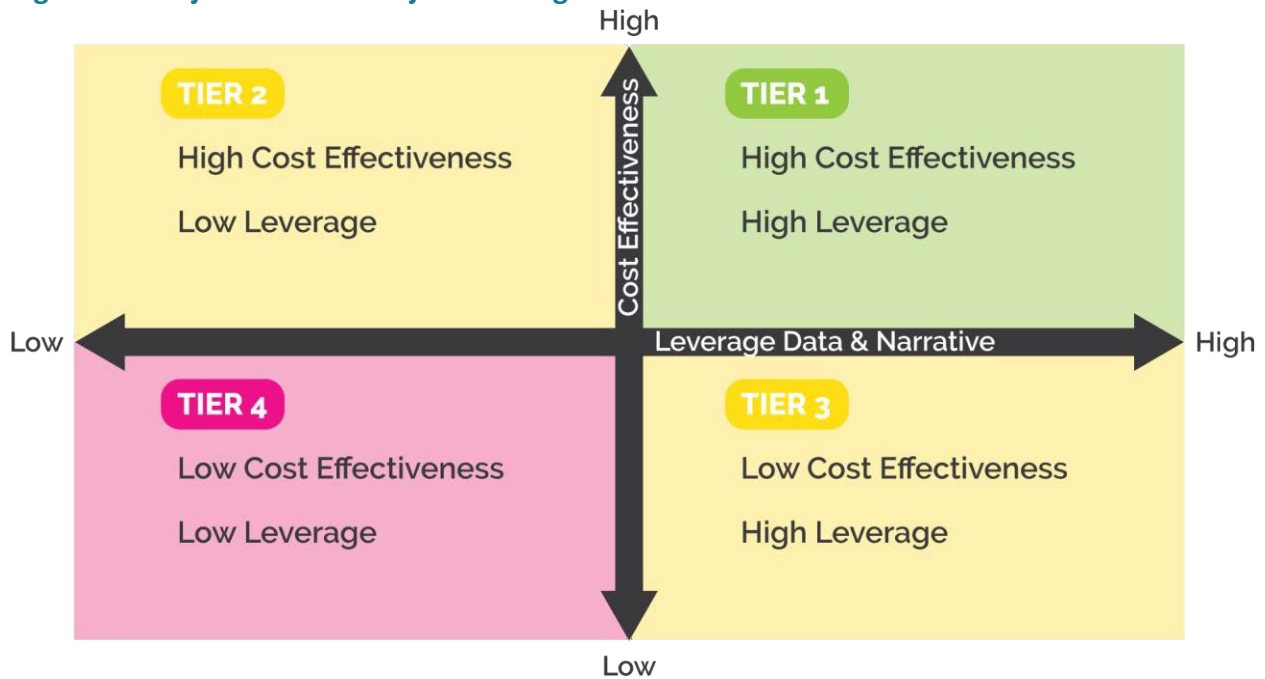 High
TIER 2
High Cost Effectiveness
Low Leverage
Cost Effectiveness
TIER 1
High Cost Effectiveness
High Leverage
Low
Leverage Data & Narrative
High
TIER 4
Low Cost Effectiveness
Low Leverage
TIER 3
Low Cost Effectiveness
High Leverage
Low